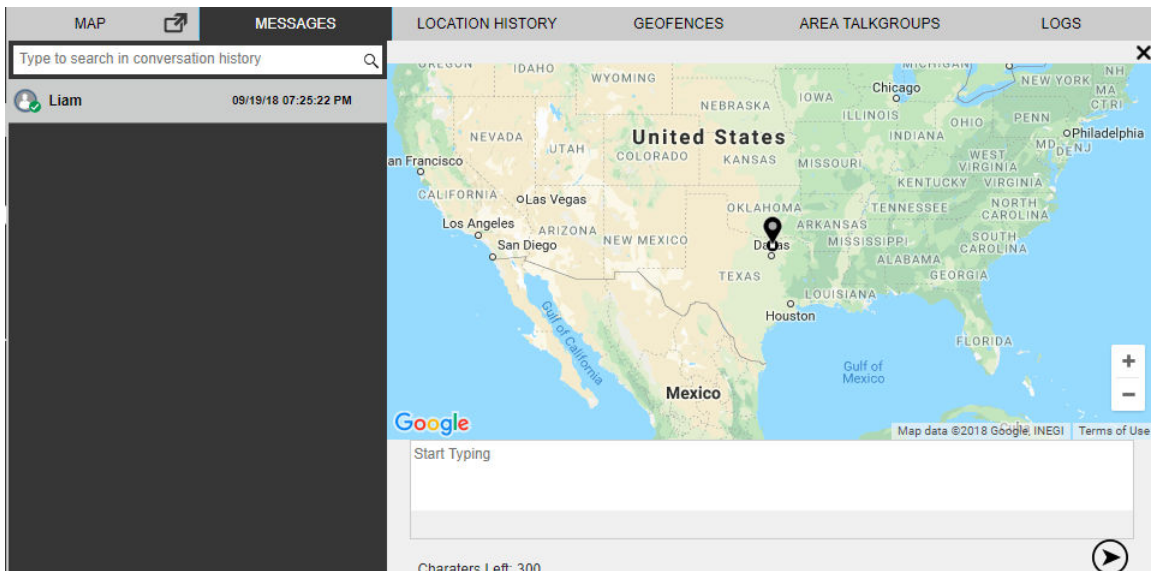 MAP
MESSAGES
LOCATION HISTORY
GEOFENCES
AREA TALKGROUPS
LOGS
Type to search in conversation history
Liam
09/19/18 07:25:22 PM
OREGON
IDAHO
WYOMING
MICHIGAN
NEW YORK
NH
MA
CT RI
Chicago
NEBRASKA
IOWA
ILLINOIS
INDIANA
OHIO
PENN
Philadelphia
NEVADA
UTAH
United States
COLORADO
KANSAS
MISSOURI
WEST
VIRGINIA
MD
DE NJ
an Francisco
KENTUCKY
VIRGINIA
CALIFORNIA
Las Vegas
OKLAHOMA
TENNESSEE
NORTH
CAROLINA
Los Angeles
ARIZONA
NEW MEXICO
ARKANSAS
San Diego
Dallas
MISSISSIPPI
SOUTH
CAROLINA
ALABAMA
TEXAS
GEORGIA
LOUISIANA
Houston
Gulf of California
FLORIDA
Gulf of
Mexico
Mexico
Google
Cuba
Map data ©2018 Google, INEGI
Terms of Use
Start Typing
Charaters Left: 300